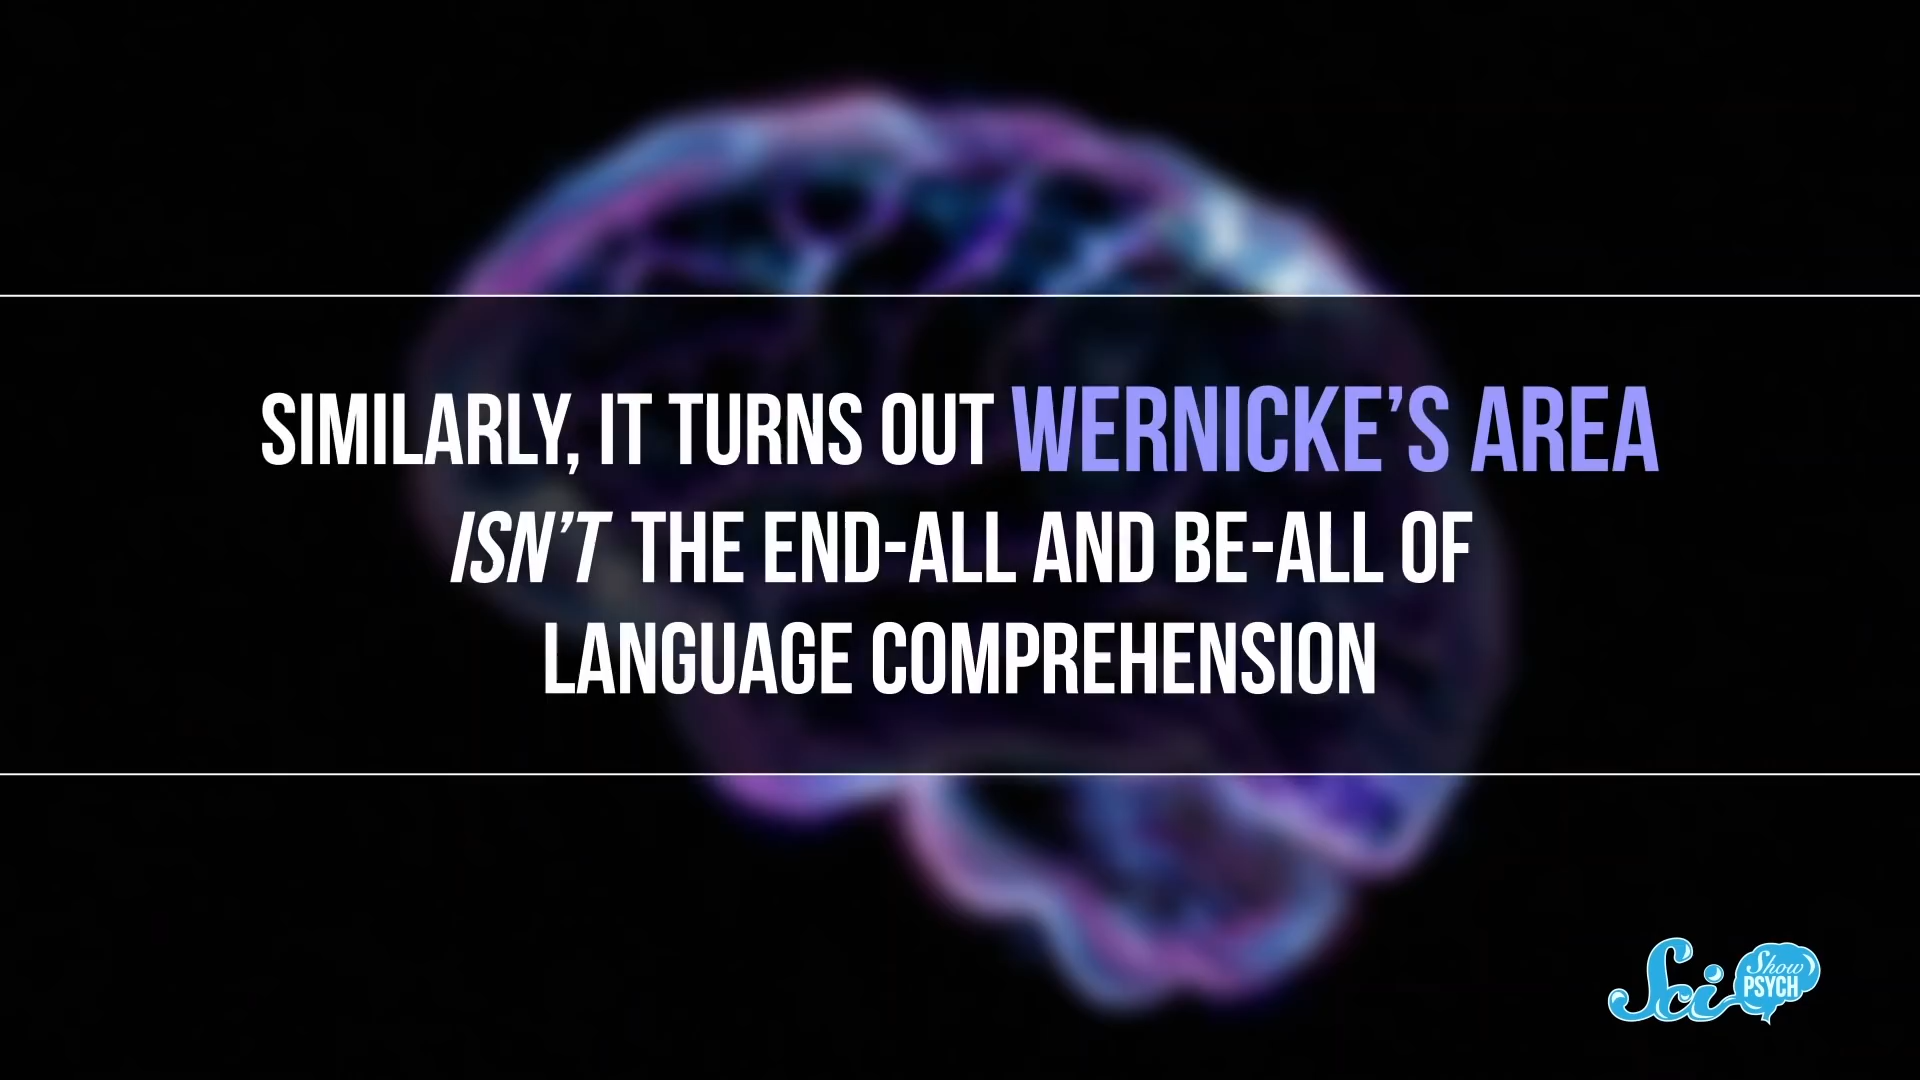 SIMILARLY, IT TURNS OUT WERNICKE’S AREA
ISN’T THE END-ALL AND BE-ALL OF
LANGUAGE COMPREHENSION
Sci Show
PSYCH